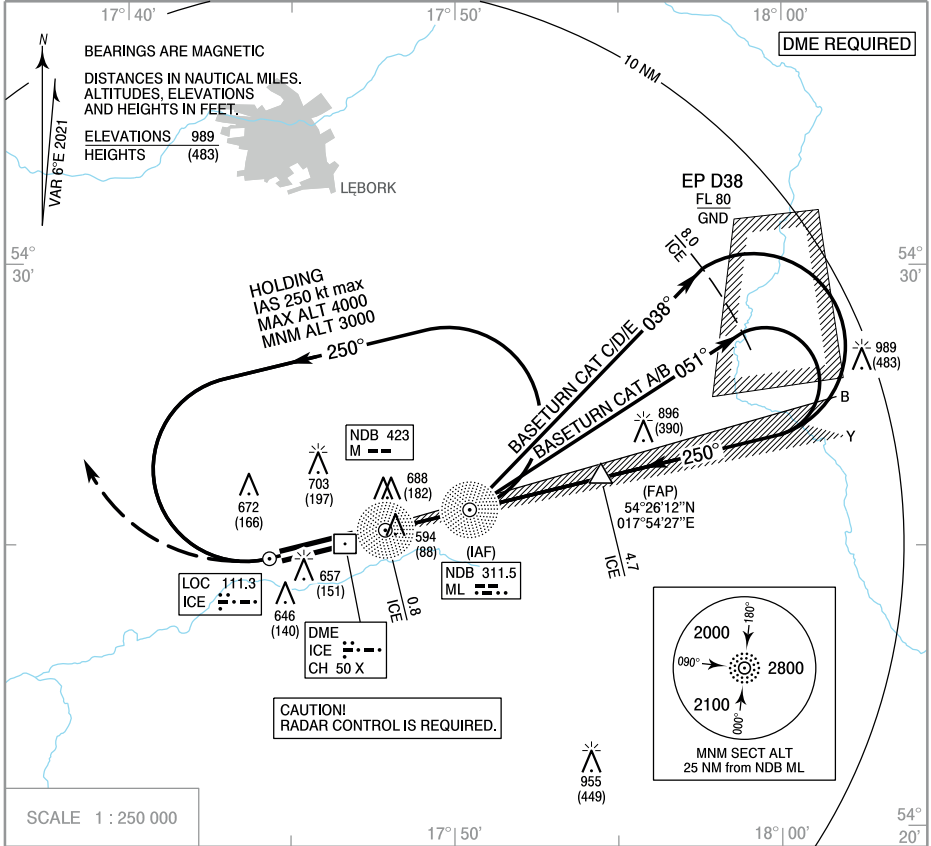 17° 40'
17° 50'
18° 00'
N
VAR 6°E 2021
BEARINGS ARE MAGNETIC
DISTANCES IN NAUTICAL MILES.
ALTITUDES, ELEVATIONS
AND HEIGHTS IN FEET.
ELEVATIONS 989
HEIGHTS (483)
LĘBORK
10 NM
DME REQUIRED
EP D38
FL 80
GND
54°
30'
54°
30'
8.0
ICE
HOLDING
IAS 250 kt max
MAX ALT 4000
MNM ALT 3000
250°
BASETURN CAT C/D/E 038°
BASETURN CAT A/B 051°
989
(483)
B
Y
896
(390)
250°
NDB 423
M
703
(197)
688
(182)
672
(166)
594
(88)
(FAP)
54°26'12"N
017°54'27"E
(IAF)
NDB 311.5
ML
4.7
ICE
LOC 111.3
ICE
657
(151)
646
(140)
0.8
ICE
DME
ICE
CH 50 X
CAUTION!
RADAR CONTROL IS REQUIRED.
2000
180°
090°
2800
2100
000°
MNM SECT ALT
25 NM from NDB ML
955
(449)
SCALE 1 : 250 000
17° 50'
18° 00'
54°
20'